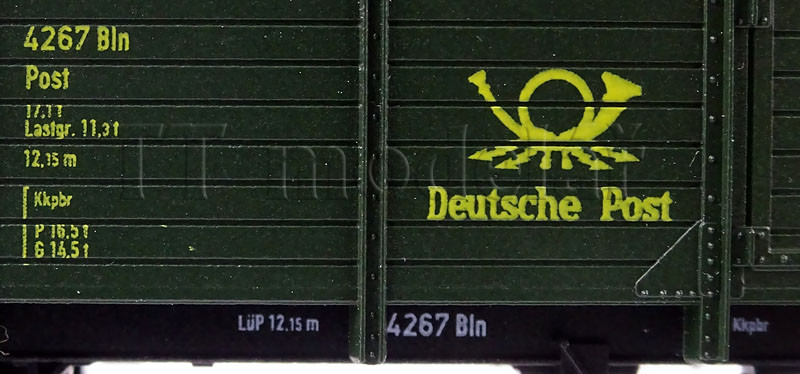 4267 Bln
Post
17,1 t
Lastgr. 11,3 t
12,15 m
Kkpbr
P 16,5 t
G 14,5 t
Deutsche Post
LüP 12,15 m
4267 Bln
Kkpbr